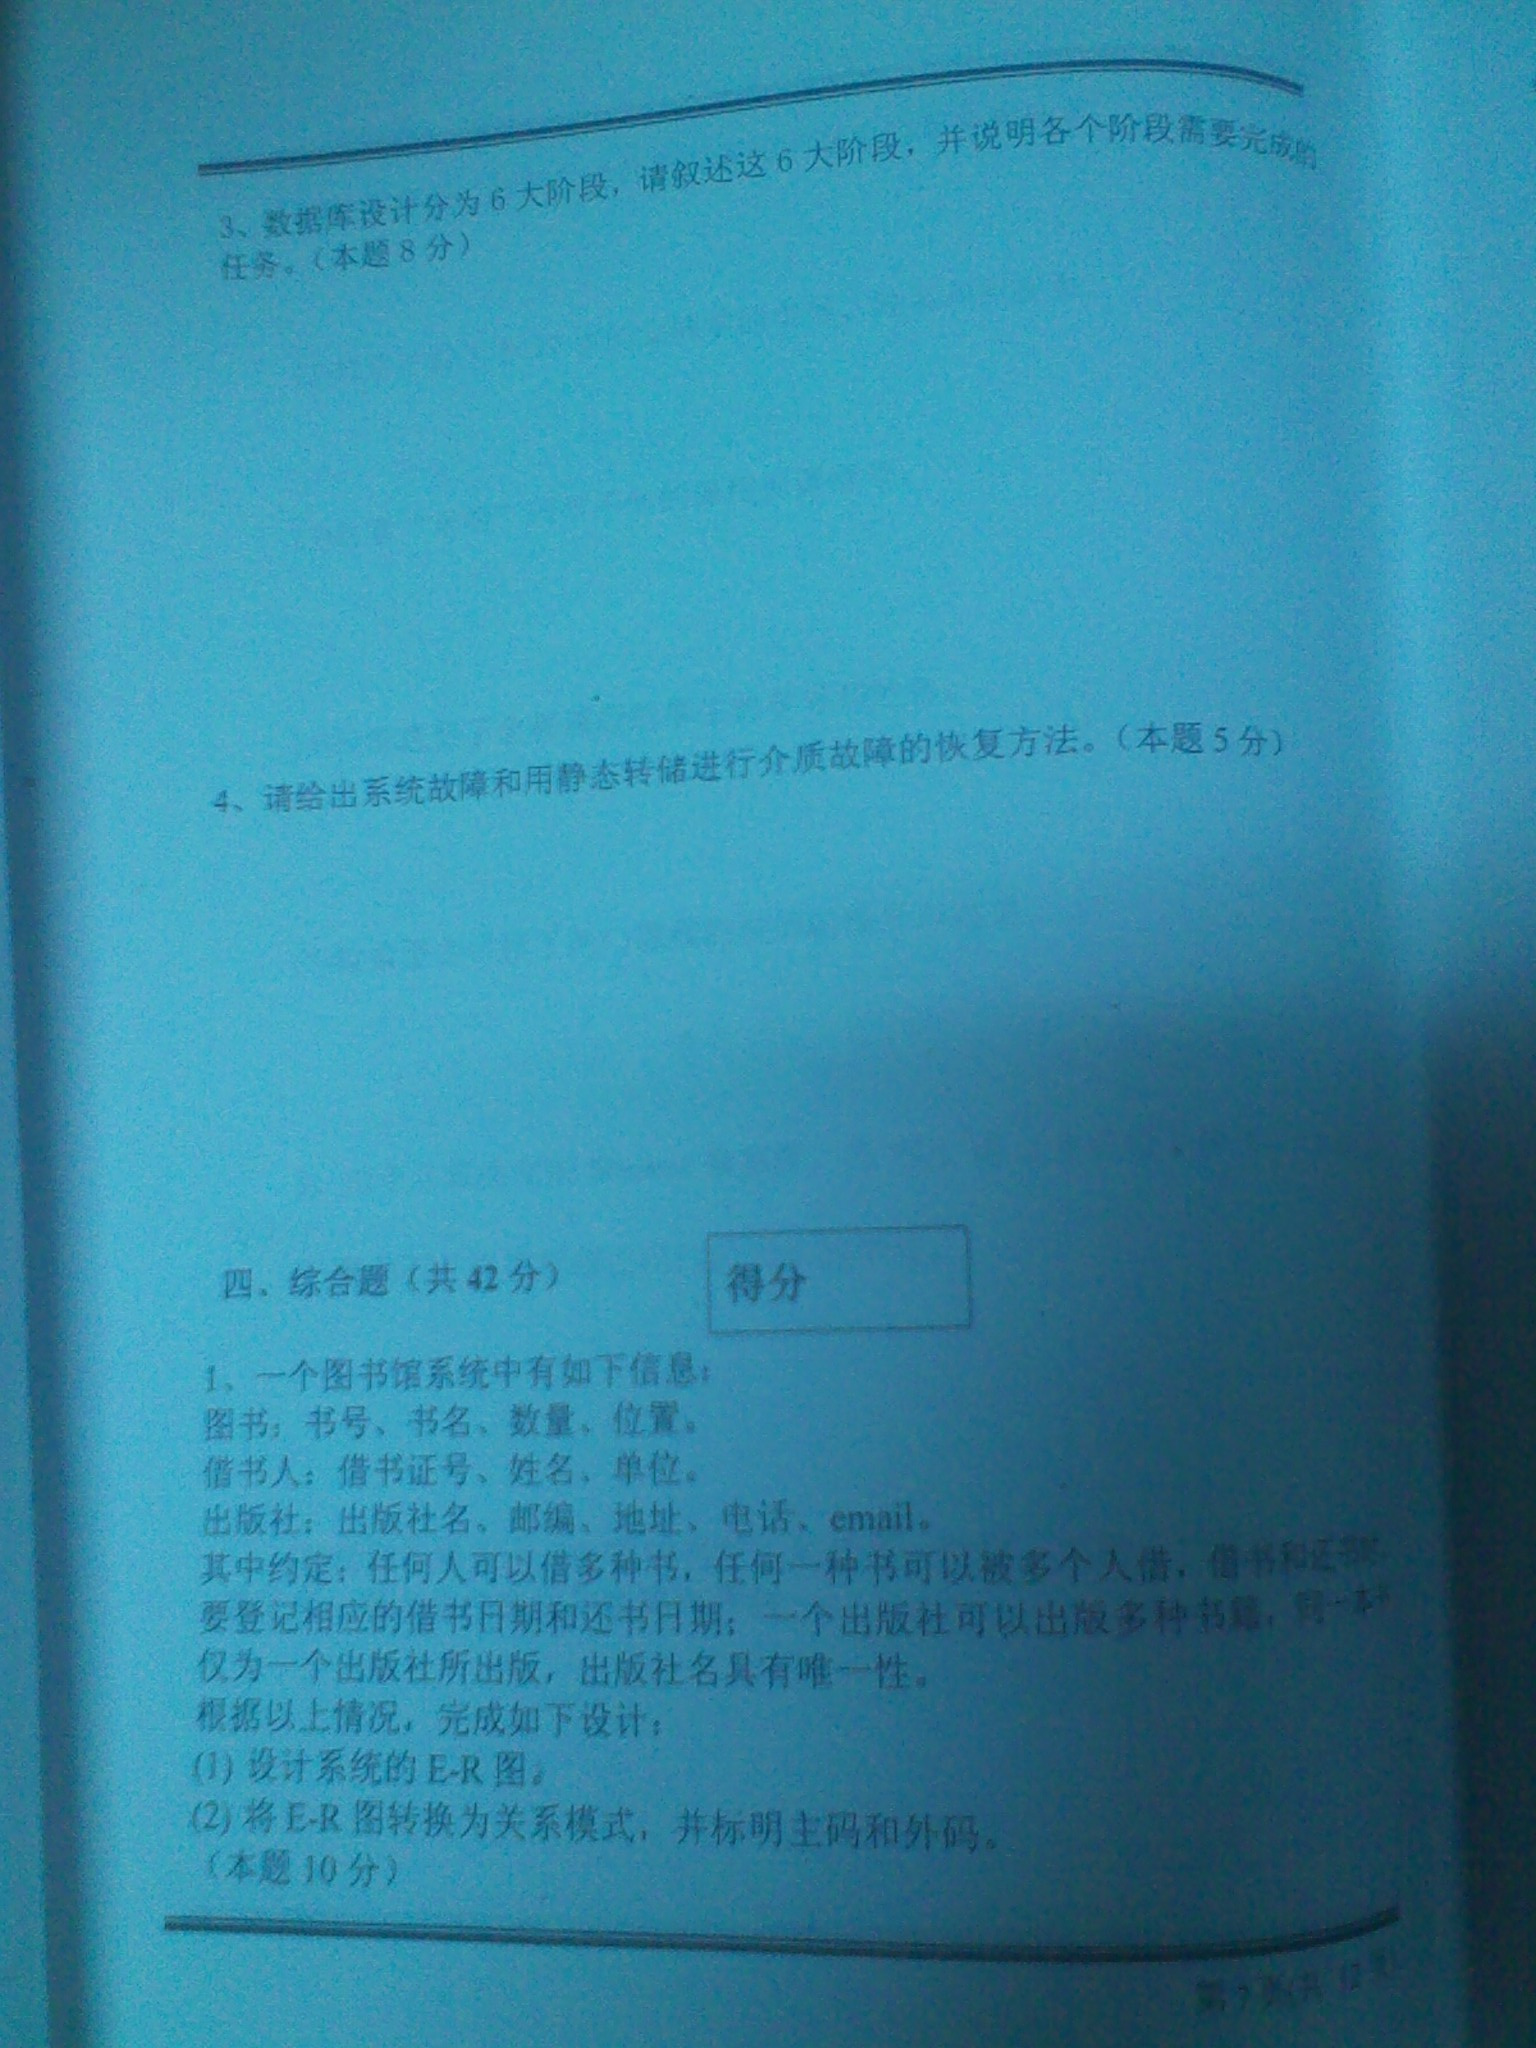 3、数据库设计分为 6 大阶段，请叙述这 6 大阶段，并说明各个阶段需要完成的
任务。（本题 8 分）
4、请给出系统故障和用静态转储进行介质故障的恢复方法。（本题 5 分）
四、综合题（共 42 分）
得分
1、一个图书馆系统中有如下信息：
图书：书号、书名、数量、位置。
借书人：借书证号、姓名、单位。
出版社：出版社名、邮编、地址、电话、email。
其中约定：任何人可以借多种书，任何一种书可以被多个人借，借书和还书
要登记相应的借书日期和还书日期；一个出版社可以出版多种书籍，同一本
仅为一个出版社所出版，出版社名具有唯一性。
根据以上情况，完成如下设计：
(1) 设计系统的 E-R 图。
(2) 将 E-R 图转换为关系模式，并标明主码和外码。
（本题 10 分）